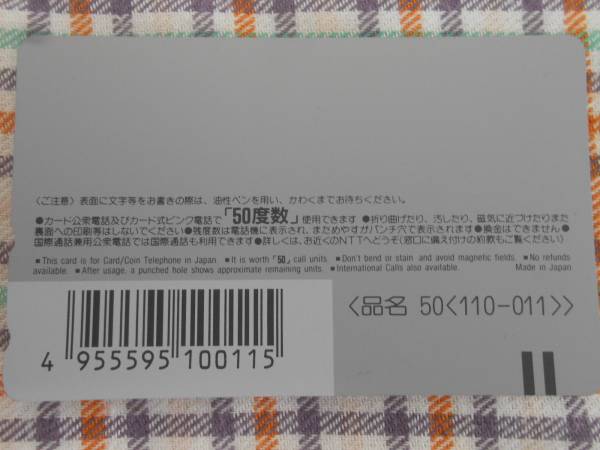 〈ご注意〉表面に文字等をお書きの際は、油性ペンを用い、かわくまでお待ちください。
●カード公衆電話及びカード式ピンク電話で「50度数」使用できます ●折り曲げたり、汚したり、磁気に近づけたりまた
裏面への印刷等はしないでください●残度数は電話機に表示され、まためやすがパンチ穴で表示されます●換金はできません●
国際通話兼用公衆電話では国際通話も利用できます●詳しくは、お近くのNTTへどうぞ(窓口に備え付けの約款もご覧ください)
■This card is for Card/Coin Telephone in Japan ■It is worth「50」call units ■Don't bend or stain and avoid magnetic fields. ■No refunds
available. ■After usage, a punched hole shows approximate remaining units. ■International Calls also available. Made in Japan
〈品名 50〈110-011〉〉
4 955595 100115